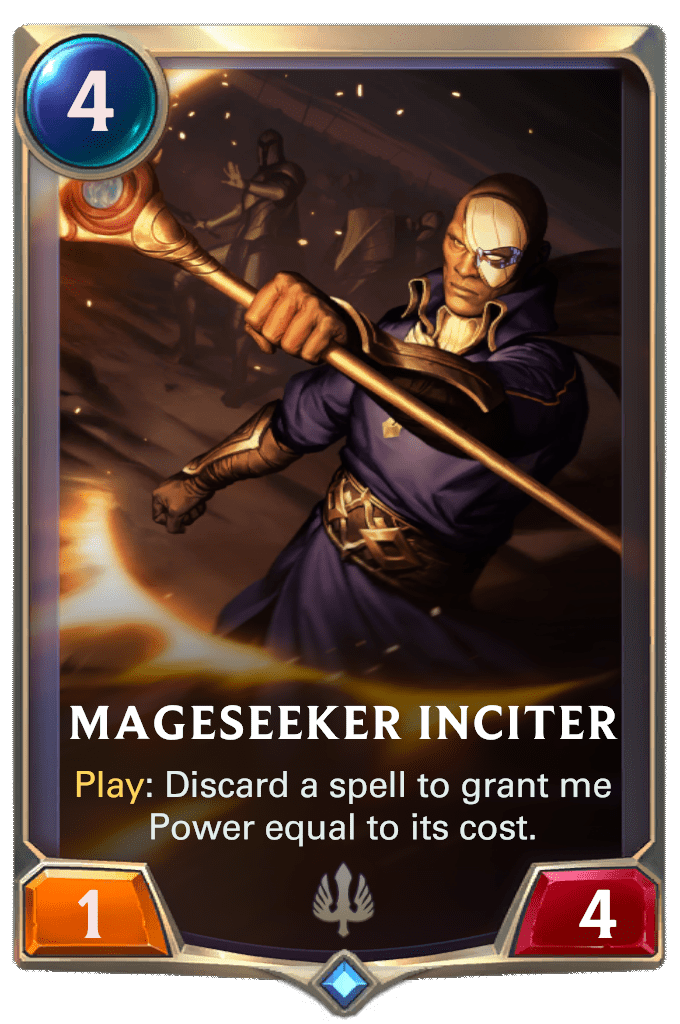 4
MAGESEEKER INCITER
Play: Discard a spell to grant me
Power equal to its cost.
1 4